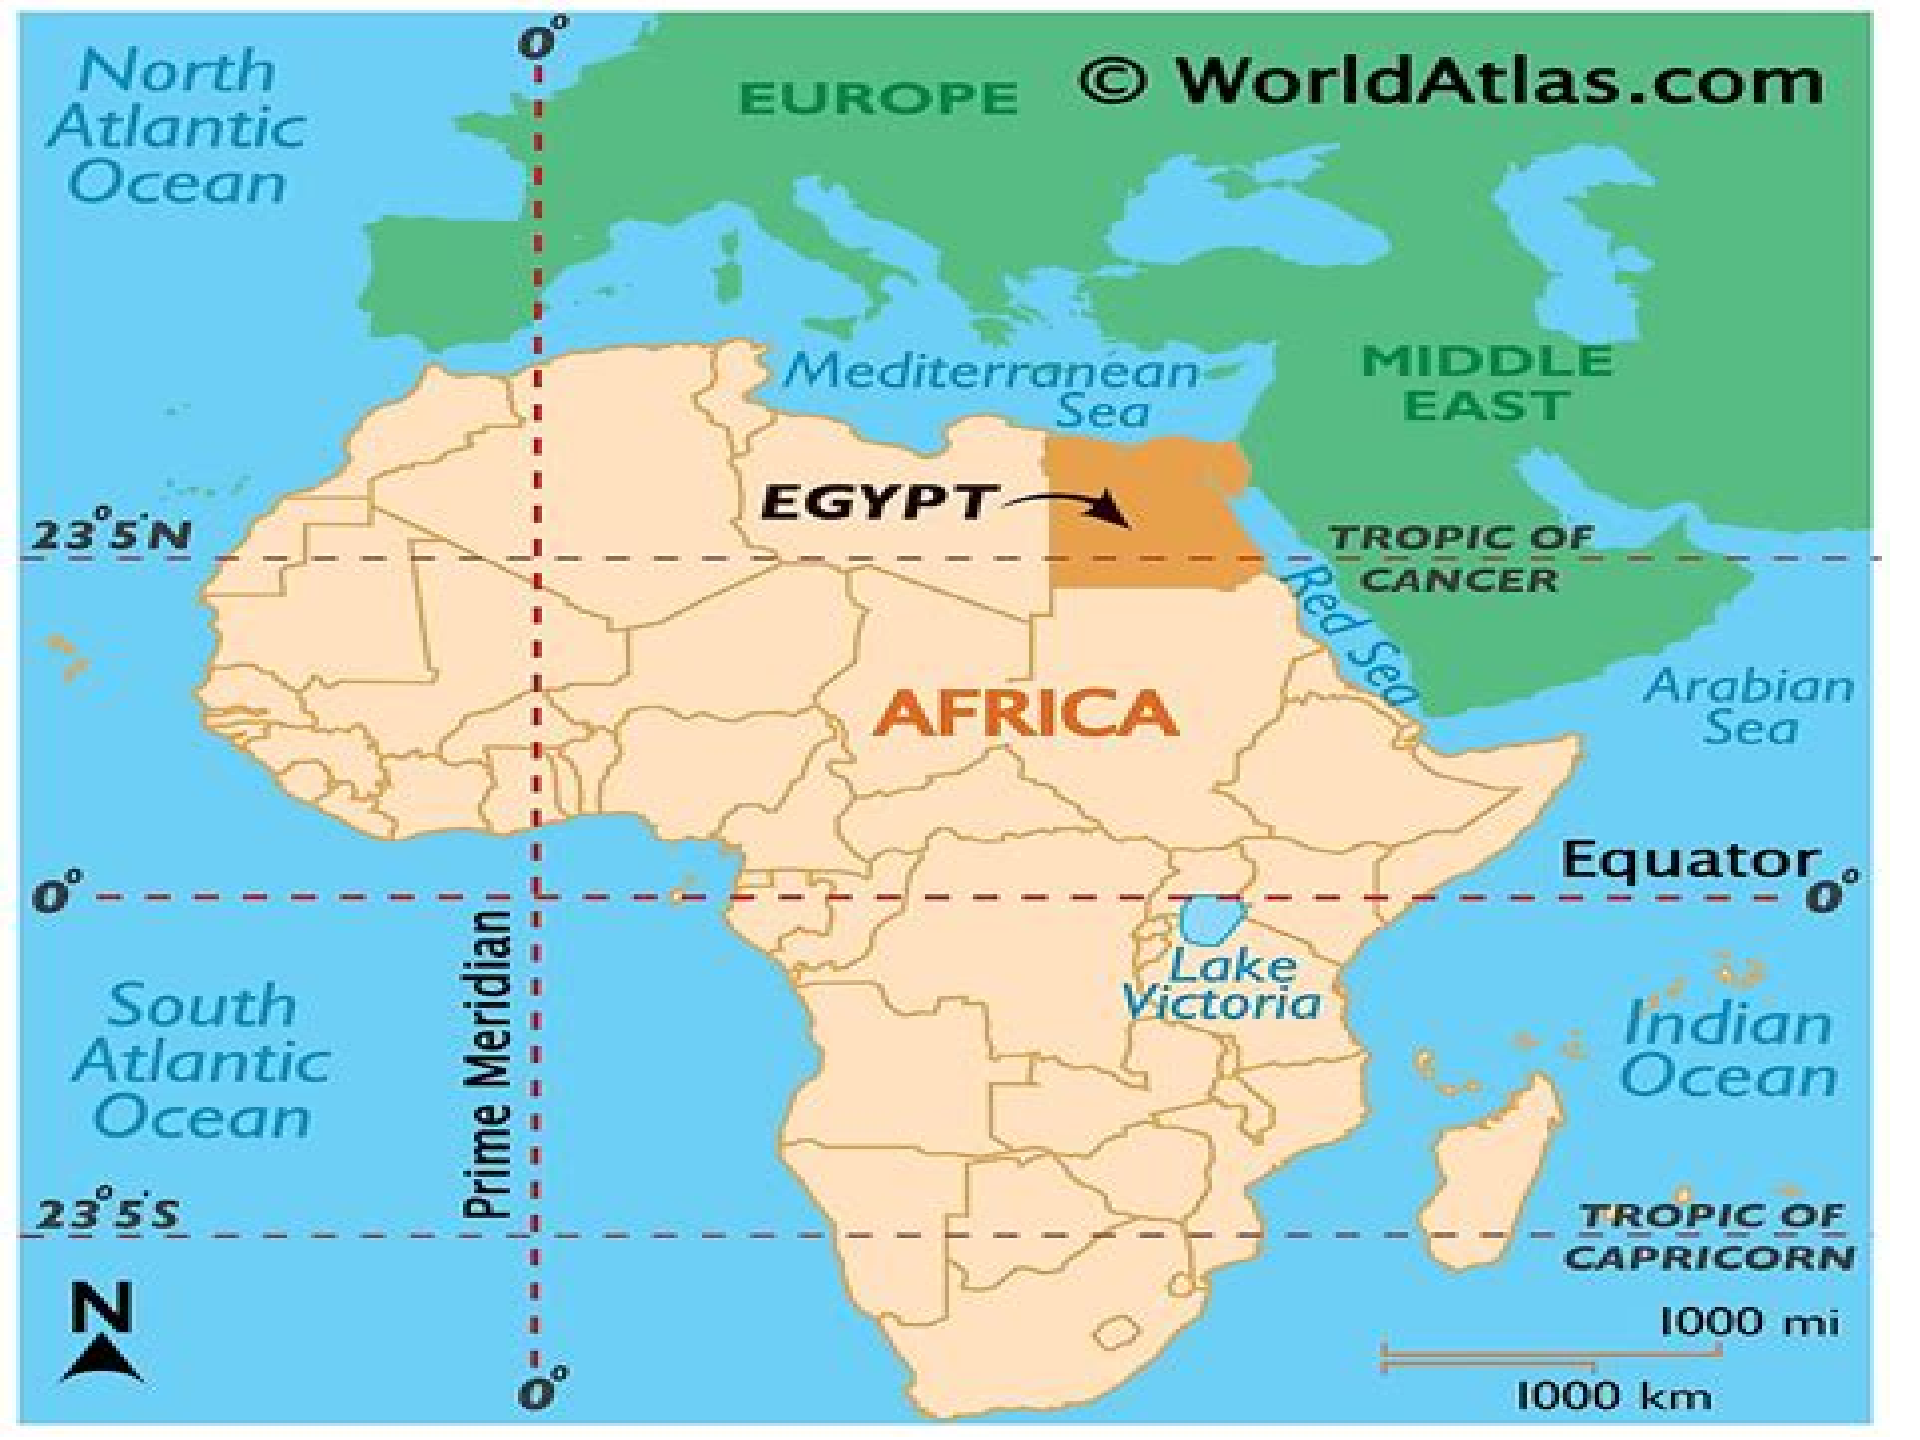 0°
North
Atlantic
Ocean
EUROPE
© WorldAtlas.com
Mediterranean
Sea
MIDDLE
EAST
EGYPT
23°5'N
TROPIC OF
CANCER
Red Sea
Arabian
Sea
AFRICA
Equator
0°
0°
Lake
Victoria
Prime Meridian
South
Atlantic
Ocean
Indian
Ocean
23°5'S
TROPIC OF
CAPRICORN
N
1000 mi
1000 km
0°